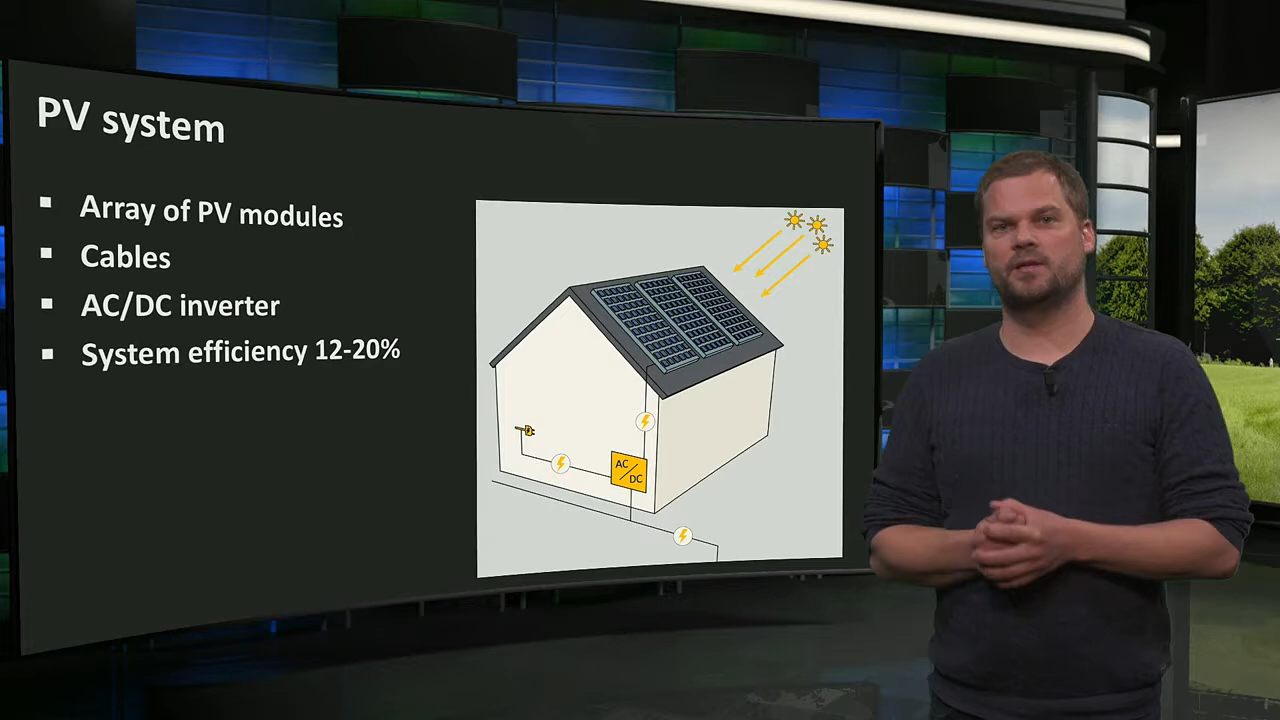 PV system
Array of PV modules
Cables
AC/DC inverter
System efficiency 12-20%
AC
DC